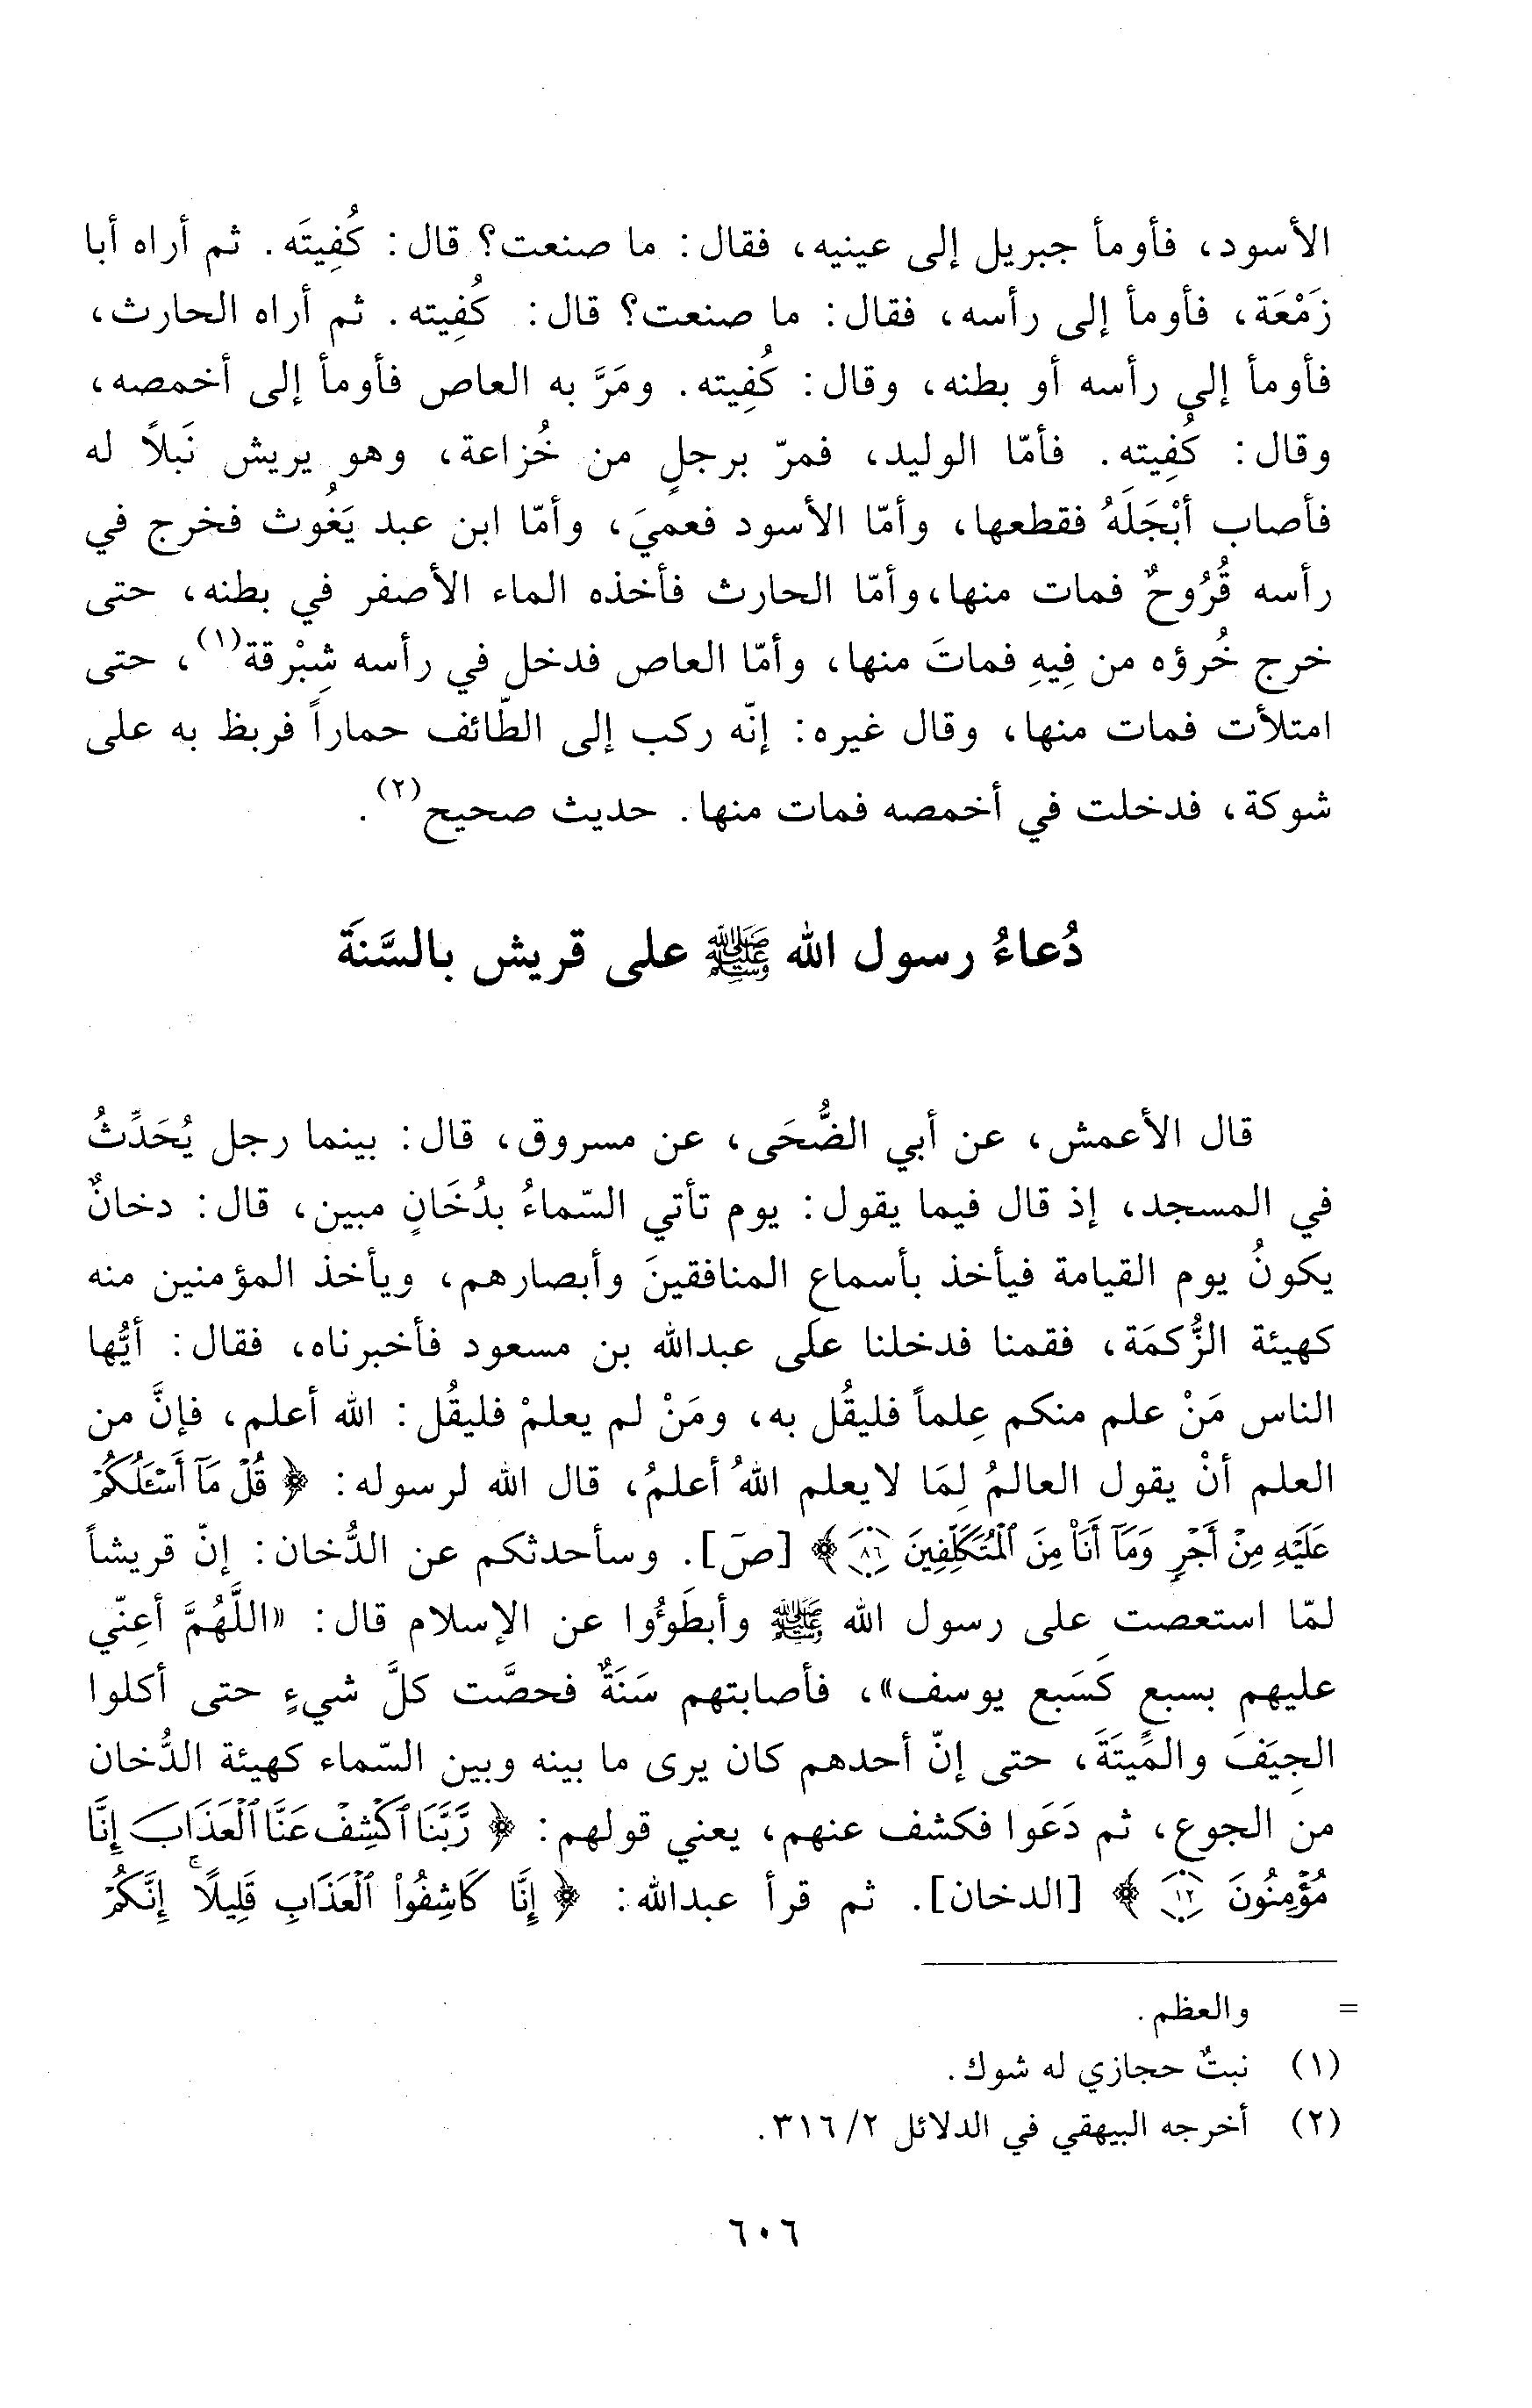 الأسود، فأومأ جبريل إلى عينيه، فقال: ما صنعت؟ قال: كُفِيتَه. ثم أراه أبا
زَمْعَة، فأومأ إلى رأسه، فقال: ما صنعت؟ قال: كُفِيته. ثم أراه الحارث،
فأومأ إلى رأسه أو بطنه، وقال: كُفِيته. ومَرَّ به العاص فأومأ إلى أخمصه،
وقال: كُفِيته. فأمّا الوليد، فمرّ برجلٍ من خُزاعة، وهو يريش نَبلاً له
فأصاب أبْجَلَهُ فقطعها، وأمّا الأسود فعميَ، وأمّا ابن عبد يَغُوث فخرج في
رأسه قُرُوحٌ فمات منها، وأمّا الحارث فأخذه الماء الأصفر في بطنه، حتى
خرج خُرؤه من فِيهِ فماتَ منها، وأمّا العاص فدخل في رأسه شِبْرقة(١)، حتى
امتلأت فمات منها، وقال غيره: إنّه ركب إلى الطّائف حماراً فربظ به على
شوكة، فدخلت في أخمصه فمات منها. حديث صحيح(٢).
دُعاءُ رسول الله ﷺ على قريش بالسَّنَة
قال الأعمش، عن أبي الضُّحَى، عن مسروق، قال: بينما رجل يُحَدِّثُ
في المسجد، إذ قال فيما يقول: يوم تأتي السّماءُ بدُخَانٍ مبين، قال: دخانٌ
يكونُ يوم القيامة فيأخذ بأسماع المنافقينَ وأبصارهم، ويأخذ المؤمنين منه
كهيئة الزُّكمَة، فقمنا فدخلنا على عبدالله بن مسعود فأخبرناه، فقال: أيُّها
الناس مَنْ علم منكم عِلماً فليقُل به، ومَنْ لم يعلمْ فليقُل: الله أعلم، فإنَّ من
العلم أنْ يقول العالمُ لِمَا لايعلم اللهُ أعلمُ، قال الله لرسوله: ﴿ قُلْ مَآ أَسْـَٔلُكُمْ
عَلَيْهِ مِنْ أَجْرٍ وَمَآ أَنَا۠ مِنَ ٱلْمُتَكَلِّفِينَ ٨٦ ﴾ [صَ]. وسأحدثكم عن الدُّخان: إنّ قريشاً
لمّا استعصت على رسول الله ﷺ وأبطَوؤُوا عن الإسلام قال: «اللَّهُمَّ أعِنّي
عليهم بسبعٍ كَسَبع يوسف»، فأصابتهم سَنَةٌ فحصَّت كلَّ شيءٍ حتى أكلوا
الجِيَفَ والمَيتَةَ، حتى إنّ أحدهم كان يرى ما بينه وبين السّماء كهيئة الدُّخان
من الجوع، ثم دَعَوا فكشف عنهم، يعني قولهم: ﴿ رَّبَّنَا ٱكْشِفْ عَنَّا ٱلْعَذَابَ إِنَّا
مُؤْمِنُونَ ١٢ ﴾ [الدخان]. ثم قرأ عبدالله: ﴿ إِنَّا كَاشِفُوا۟ ٱلْعَذَابِ قَلِيلًا ۚ إِنَّكُمْ
= والعظم.
(١) نبتٌ حجازي له شوك.
(٢) أخرجه البيهقي في الدلائل ٢/ ٣١٦.
٦٠٦